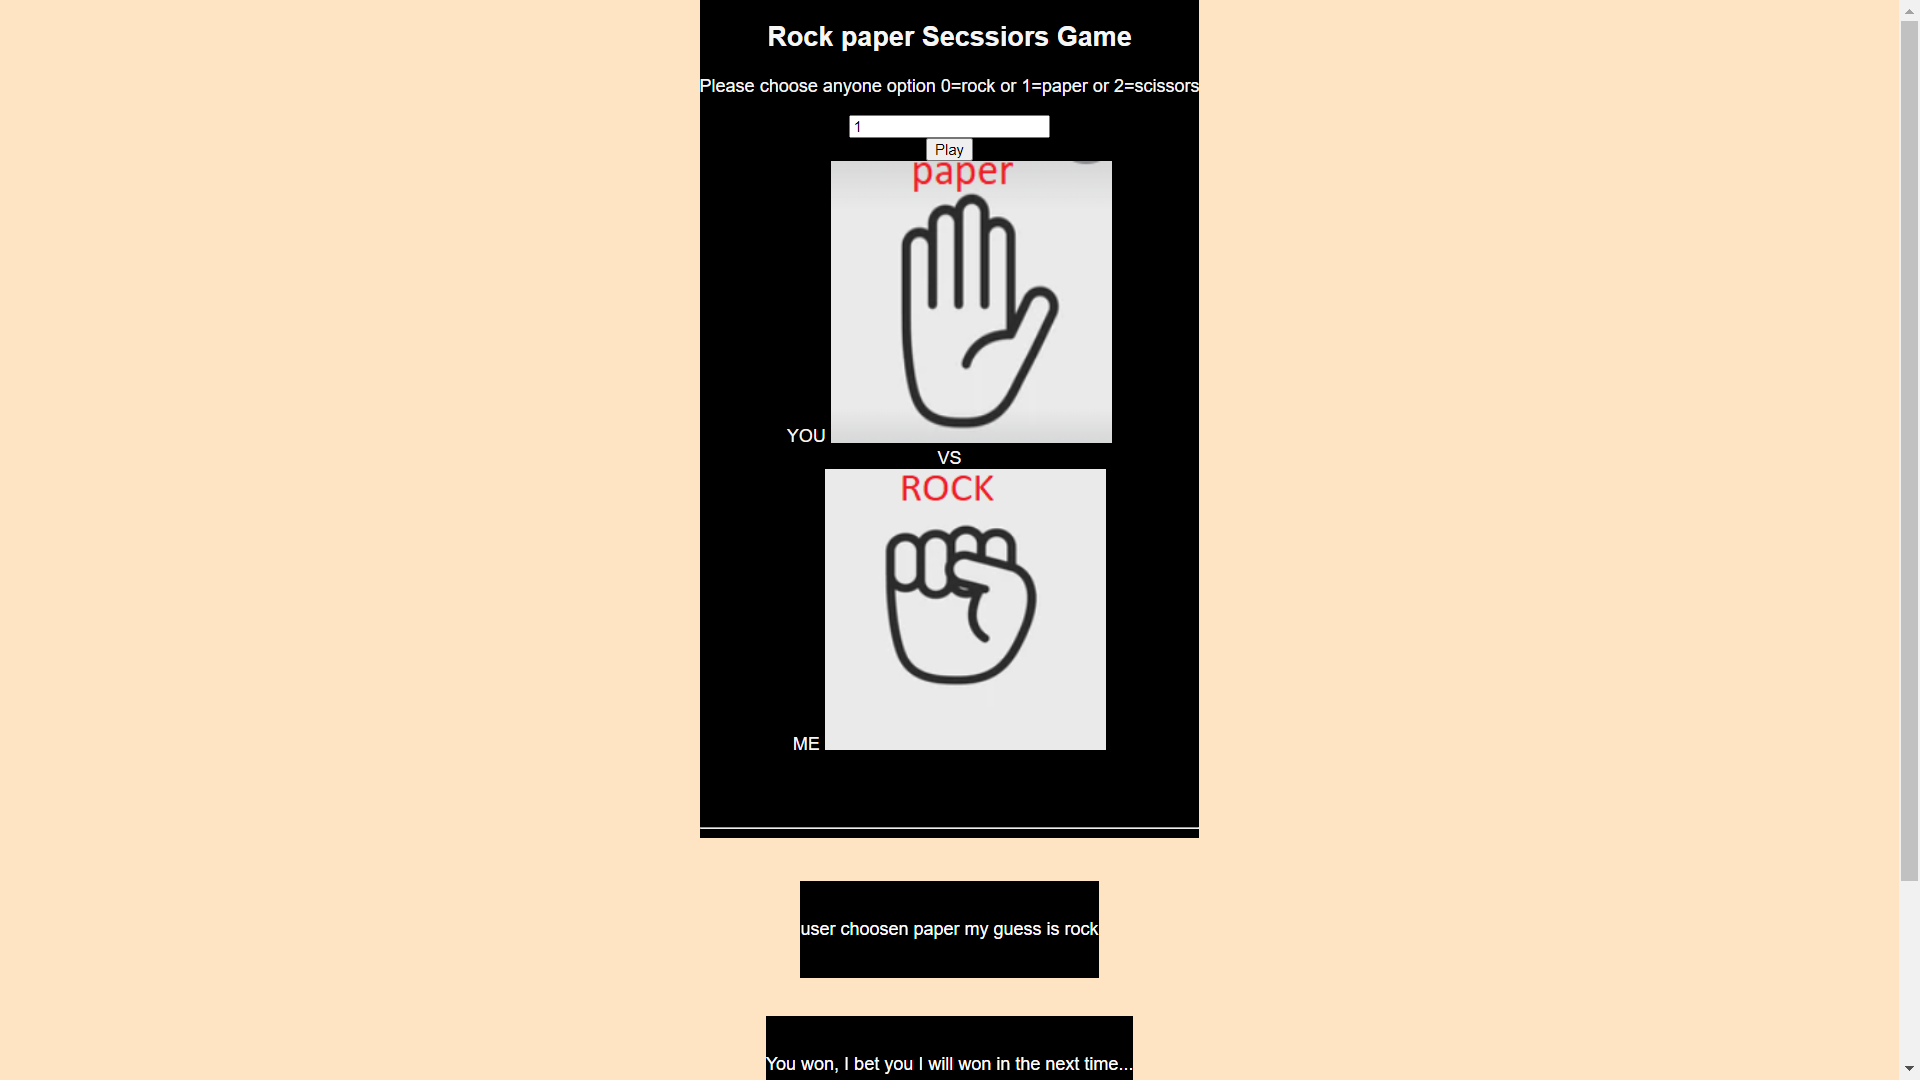 Rock paper Secssiors Game
Please choose anyone option 0=rock or 1=paper or 2=scissors
1
Play
paper
YOU
VS
ROCK
ME
user choosen paper my guess is rock
You won, I bet you I will won in the next time...